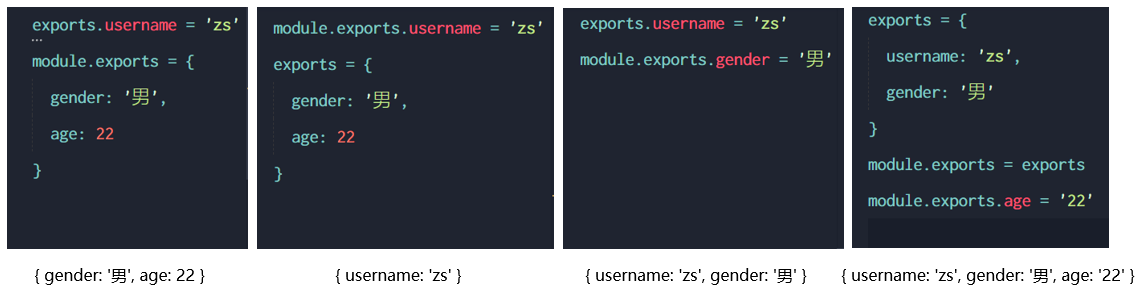 exports.username = 'zs'
module.exports = {
gender: '男',
age: 22
}
module.exports.username = 'zs'
exports = {
gender: '男',
age: 22
}
exports.username = 'zs'
module.exports.gender = '男'
exports = {
username: 'zs',
gender: '男'
}
module.exports = exports
module.exports.age = '22'
{ gender: '男', age: 22 }
{ username: 'zs' }
{ username: 'zs', gender: '男' }
{ username: 'zs', gender: '男', age: '22' }